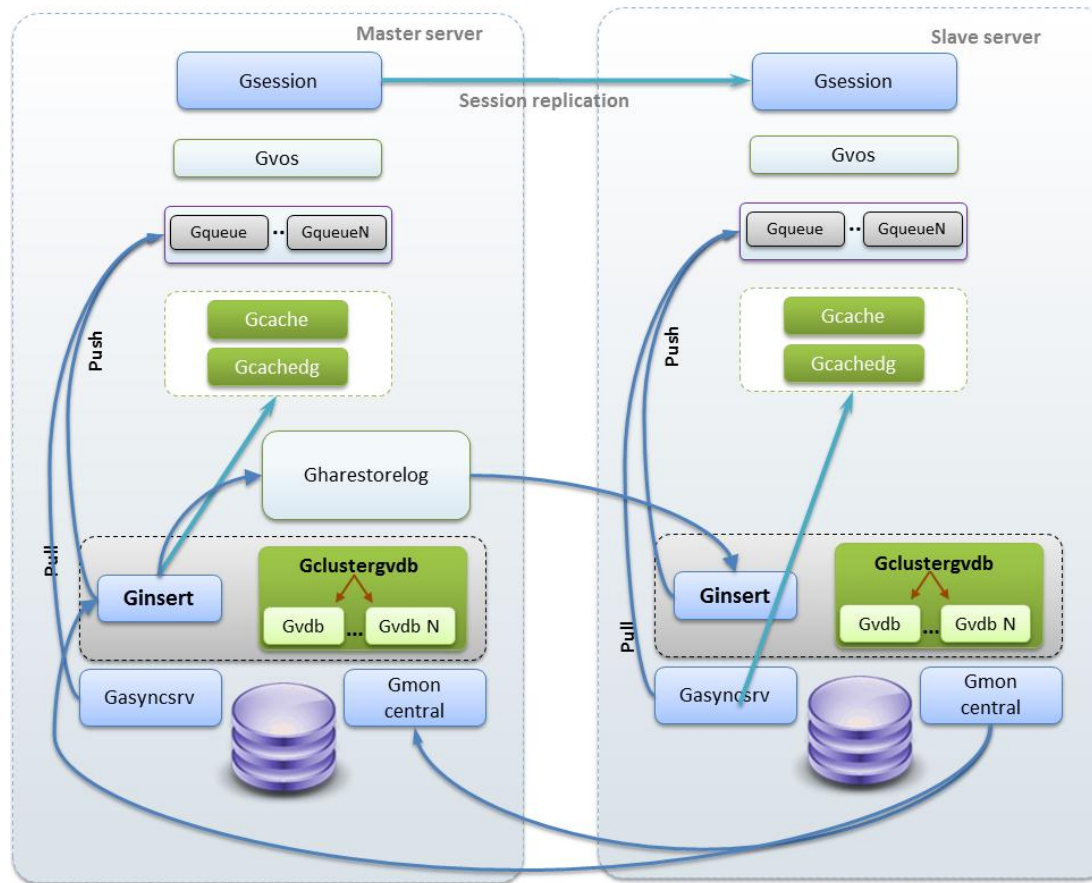 Master server
Gsession
Session replication
Gvos
Gqueue
..
GqueueN
Gcache
Gcachedg
Push
Gharestorelog
Pull
Ginsert
Gclustergvdb
Gvdb
...
Gvdb N
Gasyncsrv
Gmon
central
Slave server
Gsession
Gvos
Gqueue
..
GqueueN
Gcache
Gcachedg
Push
Ginsert
Gclustergvdb
Gvdb
...
Gvdb N
Pull
Gasyncsrv
Gmon
central